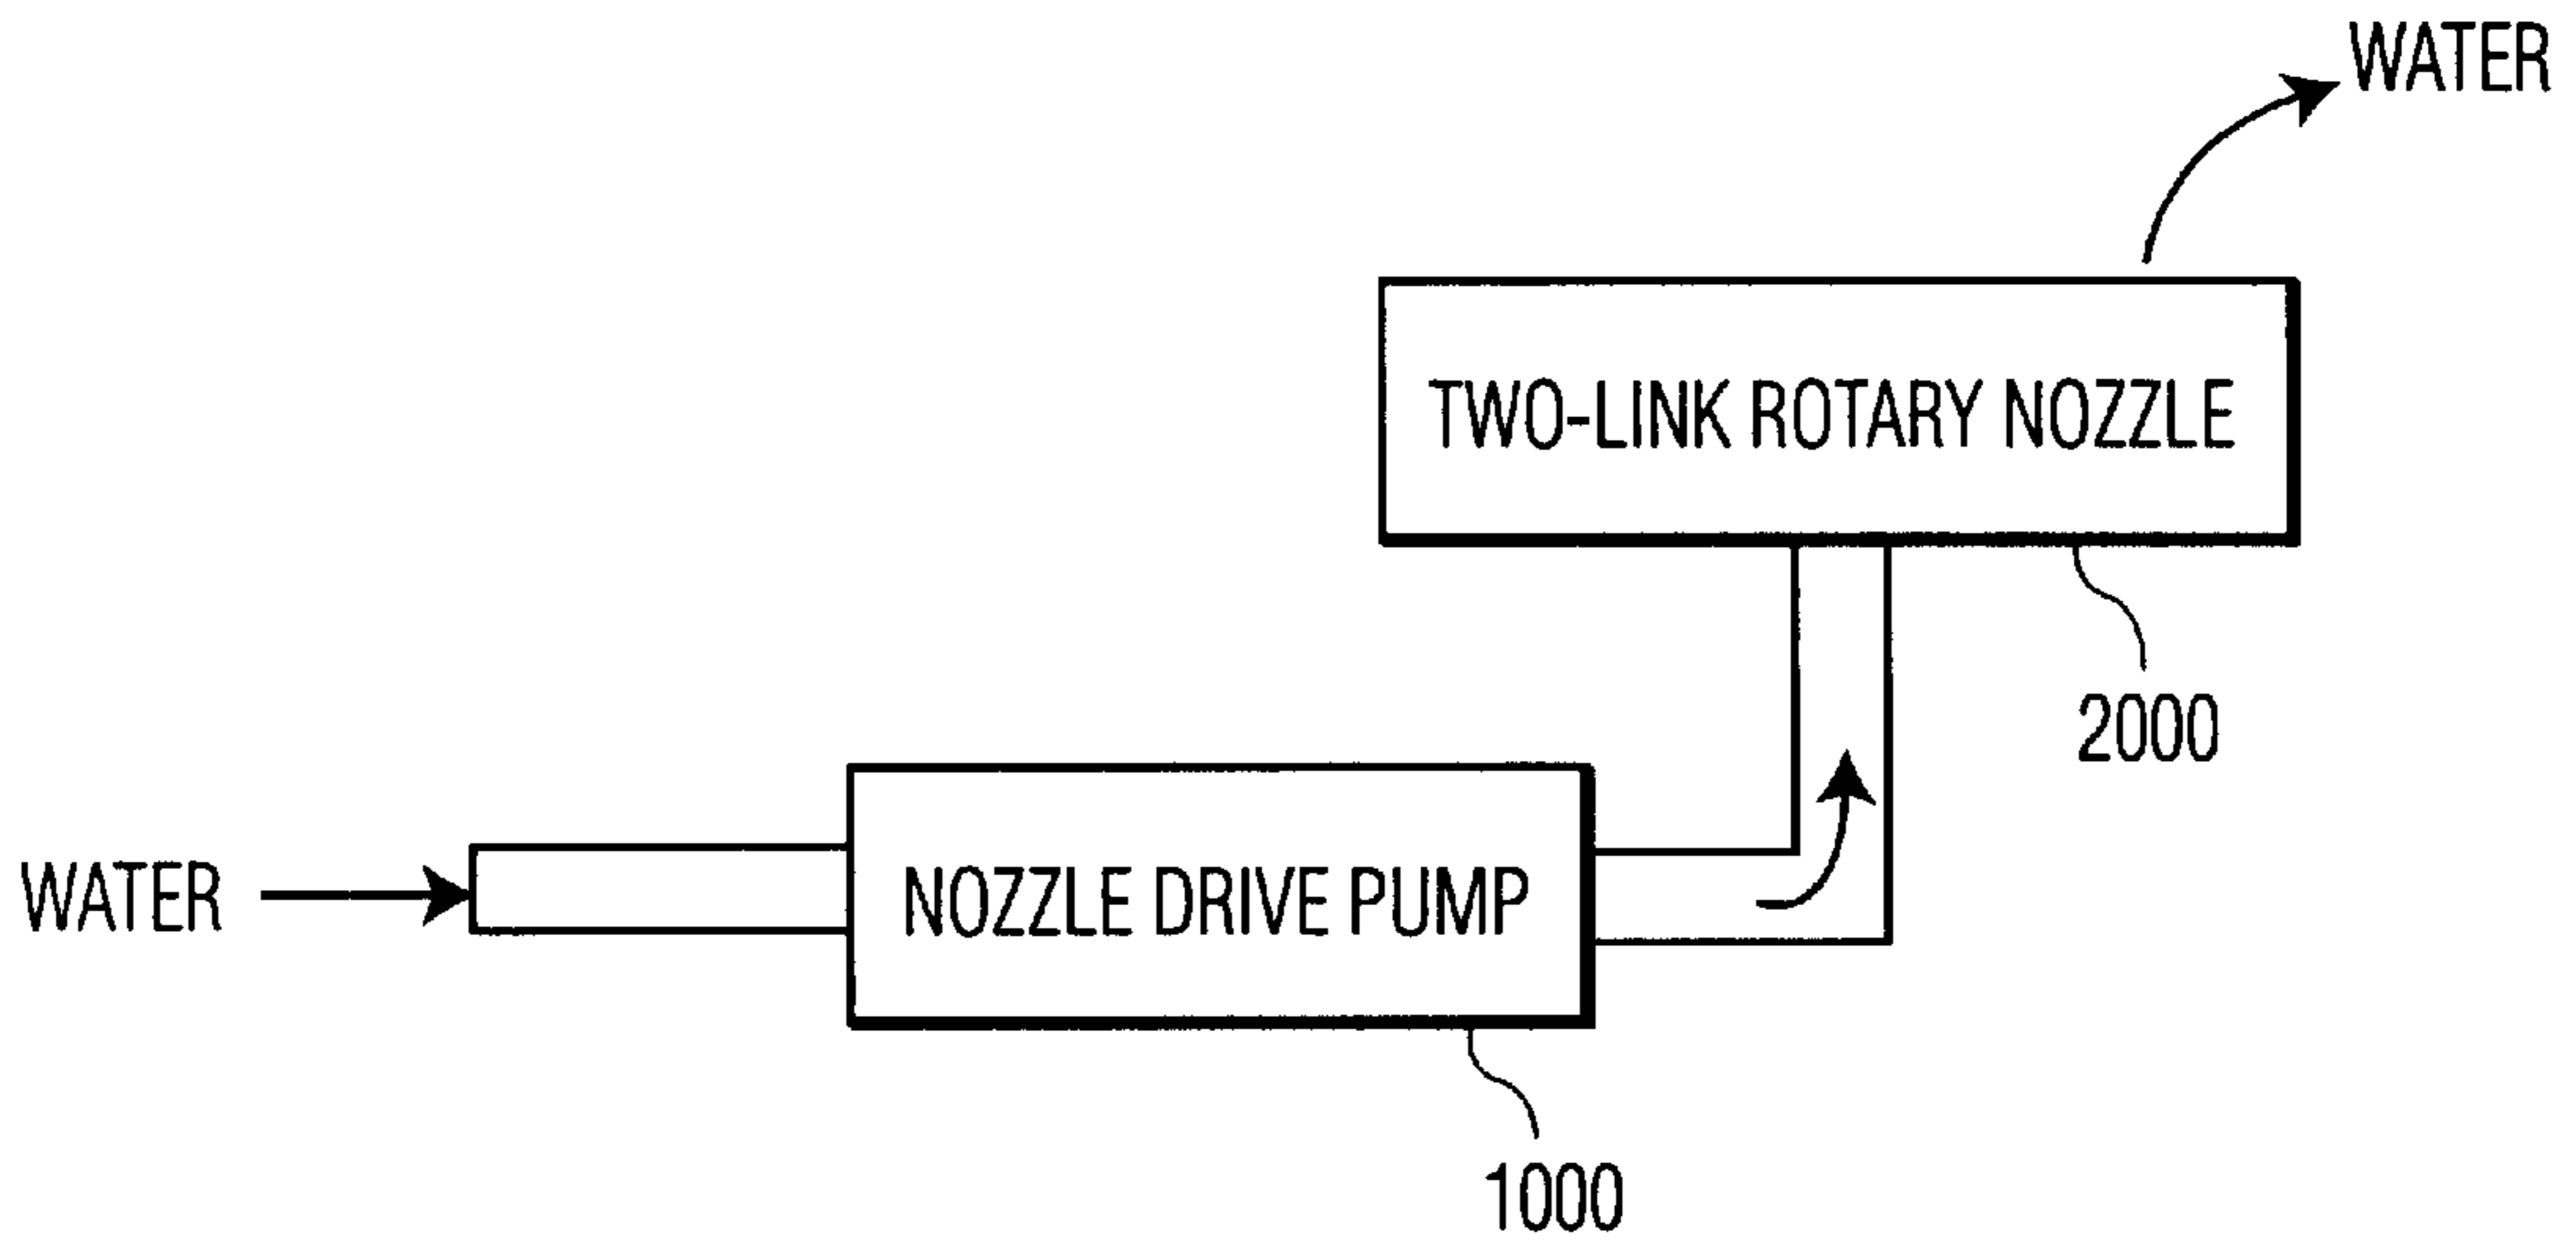 WATER
TWO-LINK ROTARY NOZZLE
2000
WATER
NOZZLE DRIVE PUMP
1000